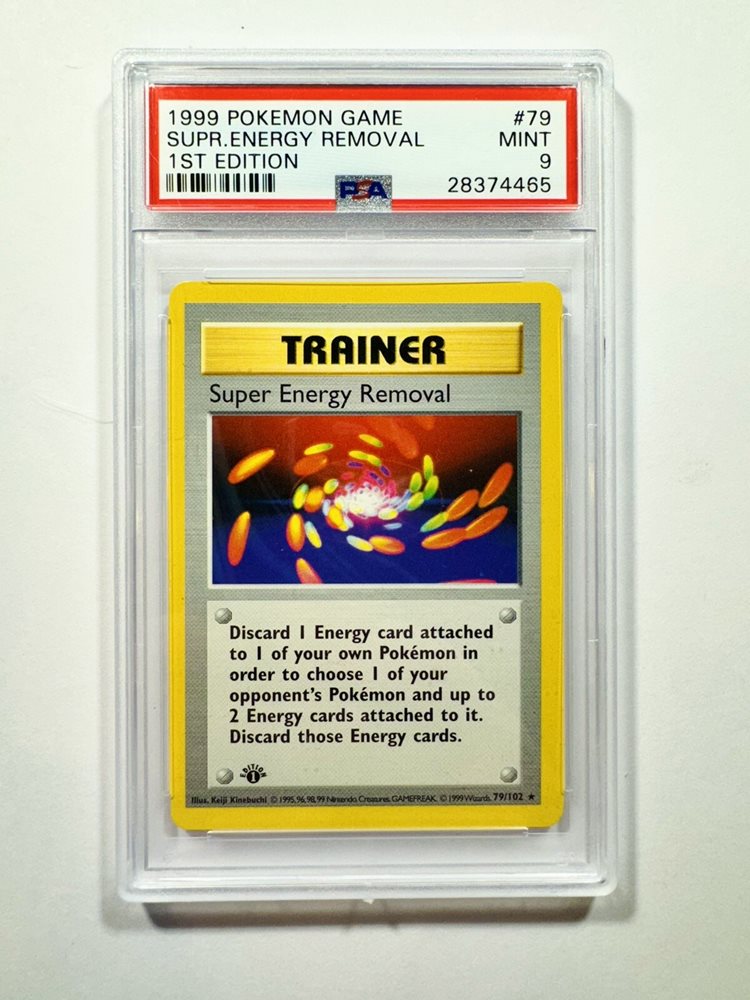 1999 POKEMON GAME #79
SUPR.ENERGY REMOVAL MINT
1ST EDITION 9
PSA 28374465
TRAINER
Super Energy Removal
Discard 1 Energy card attached
to 1 of your own Pokémon in
order to choose 1 of your
opponent's Pokémon and up to
2 Energy cards attached to it.
Discard those Energy cards.
EDITION 1
Illus. Keiji Kinebuchi © 1995, 96, 98, 99 Nintendo, Creatures, GAMEFREAK. © 1999 Wizards. 79/102 ★